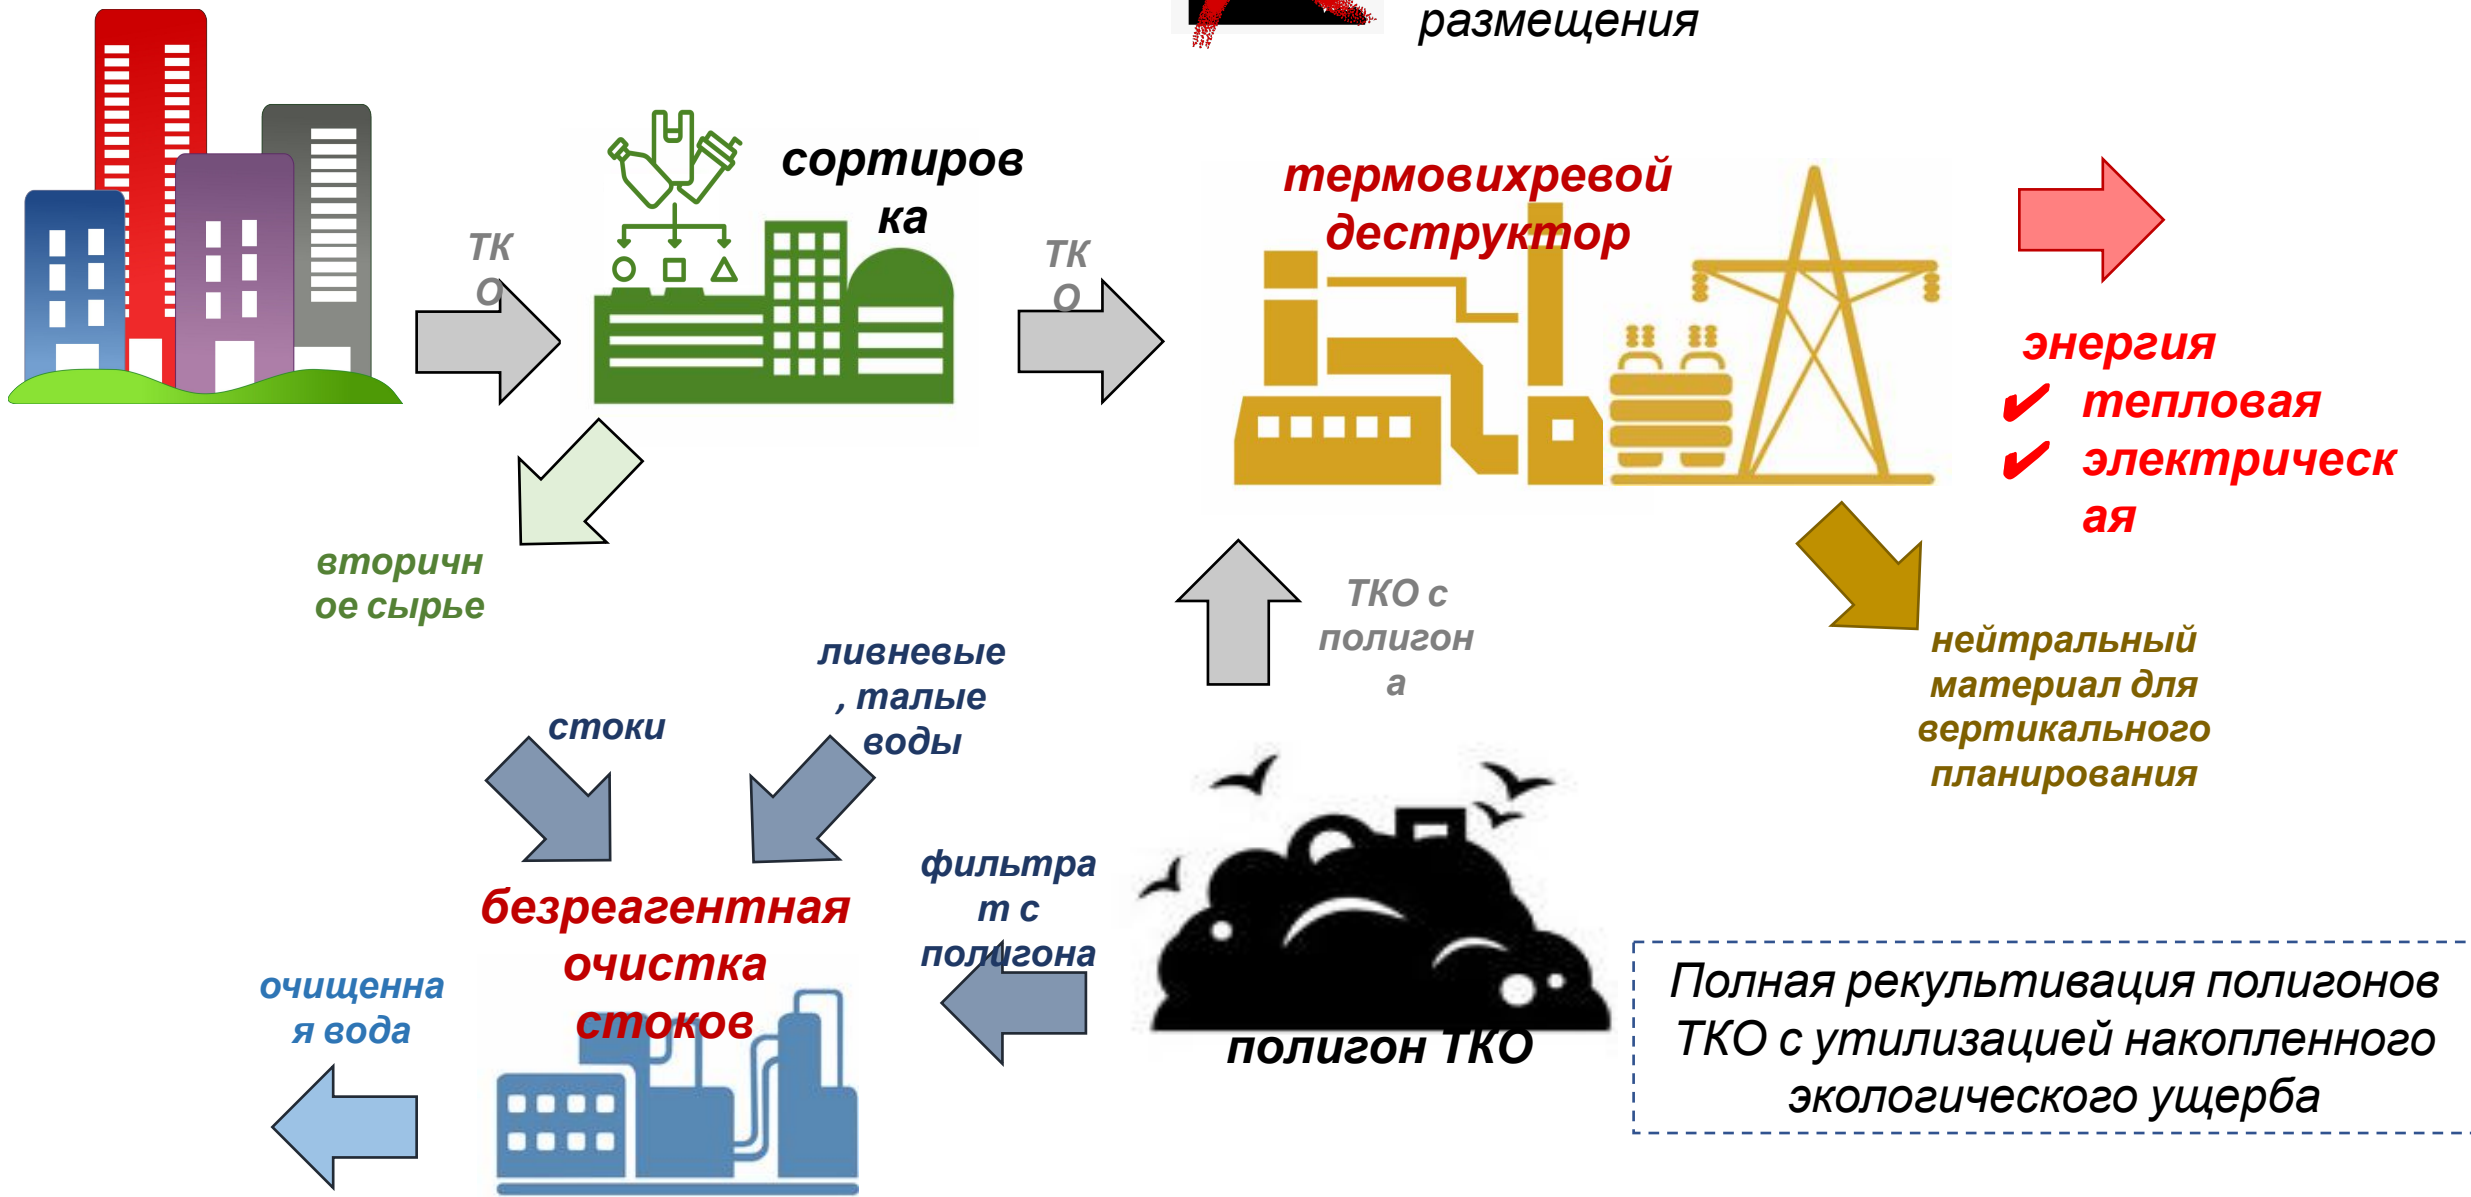 размещения
сортиров
ка
термовихревой
деструктор
ТК
О
ТК
О
энергия
✔ тепловая
✔ электрическ
ая
вторичн
ое сырье
ТКО с
полигон
а
нейтральный
материал для
вертикального
планирования
ливневые
, талые
воды
стоки
фильтра
т с
полигона
безреагентная
очистка
стоков
очищенна
я вода
полигон ТКО
Полная рекультивация полигонов
ТКО с утилизацией накопленного
экологического ущерба